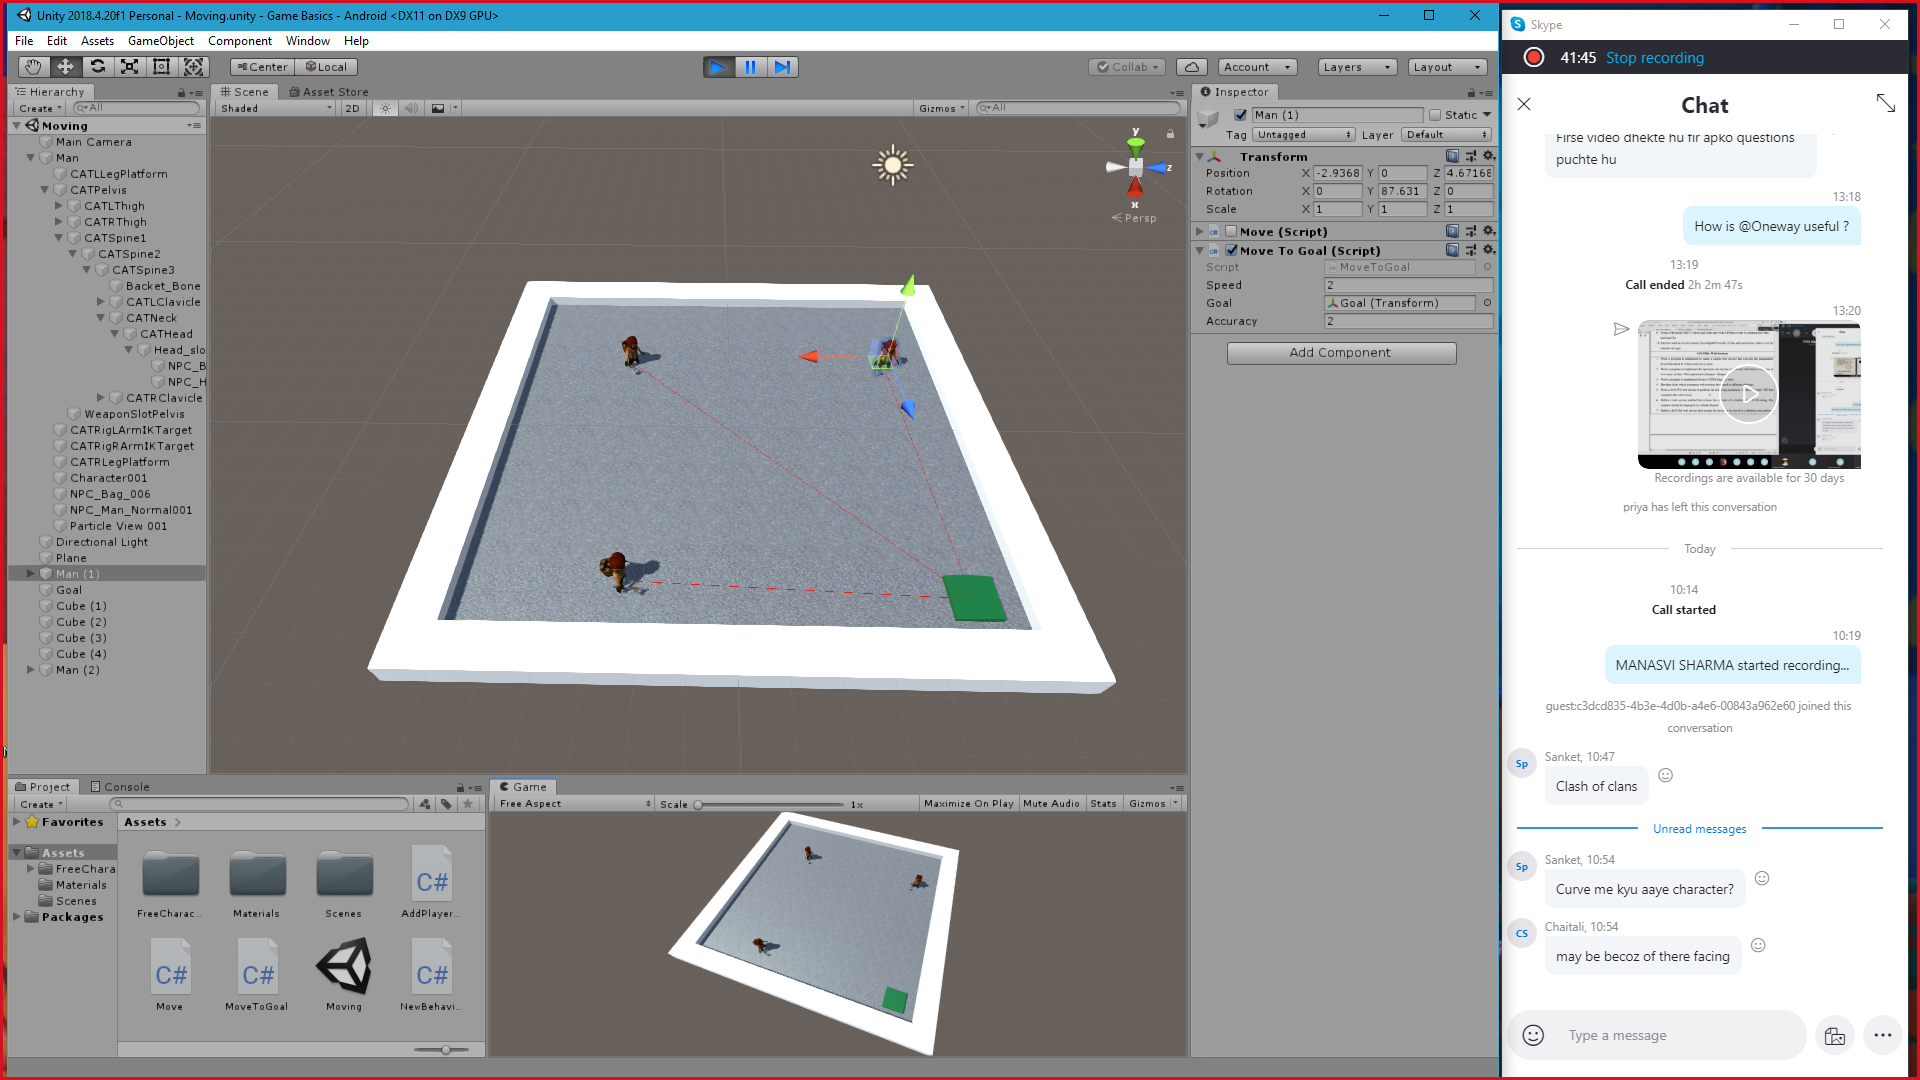 Unity 2018.4.20f1 Personal - Moving.unity - Game Basics - Android <DX11 on DX9 GPU>
File Edit Assets GameObject Component Window Help
Center Local
Collab Account Layers Layout
Hierarchy
Create All
Moving
Main Camera
Man
CATLLegPlatform
CATPelvis
CATLThigh
CATRThigh
CATSpine1
CATSpine2
CATSpine3
Backet_Bone
CATLClavicle
CATNeck
CATHead
Head_slo
NPC_B
NPC_H
CATRClavicle
WeaponSlotPelvis
CATRigLArmIKTarget
CATRigRArmIKTarget
CATRLegPlatform
Character001
NPC_Bag_006
NPC_Man_Normal001
Particle View 001
Directional Light
Plane
Man (1)
Goal
Cube (1)
Cube (2)
Cube (3)
Cube (4)
Man (2)
Scene Asset Store
Shaded 2D Gizmos All
y
z
x
Persp
Inspector
Man (1) Static
Tag Untagged Layer Default
Transform
Position X -2.9368 Y 0 Z 4.67168
Rotation X 0 Y 87.631 Z 0
Scale X 1 Y 1 Z 1
Move (Script)
Move To Goal (Script)
Script MoveToGoal
Speed 2
Goal Goal (Transform)
Accuracy 2
Add Component
Project Console
Create
Favorites
Assets
FreeChara
Materials
Scenes
Packages
Assets
FreeCharac...
Materials
Scenes
AddPlayer...
C#
Move
C#
MoveToGoal
C#
Moving
NewBehavi...
C#
Game
Free Aspect Scale 1x Maximize On Play Mute Audio Stats Gizmos
Skype
41:45 Stop recording
Chat
Firse video dhekte hu fir apko questions
puchte hu
13:18
How is @Oneway useful ?
13:19
Call ended 2h 2m 47s
13:20
Recordings are available for 30 days
priya has left this conversation
Today
10:14
Call started
10:19
MANASVI SHARMA started recording...
guest:c3dcd835-4b3e-4d0b-a4e6-00843a962e60 joined this
conversation
Sanket, 10:47
Sp
Clash of clans
Unread messages
Sanket, 10:54
Sp
Curve me kyu aaye character?
Chaitali, 10:54
CS
may be becoz of there facing
Type a message